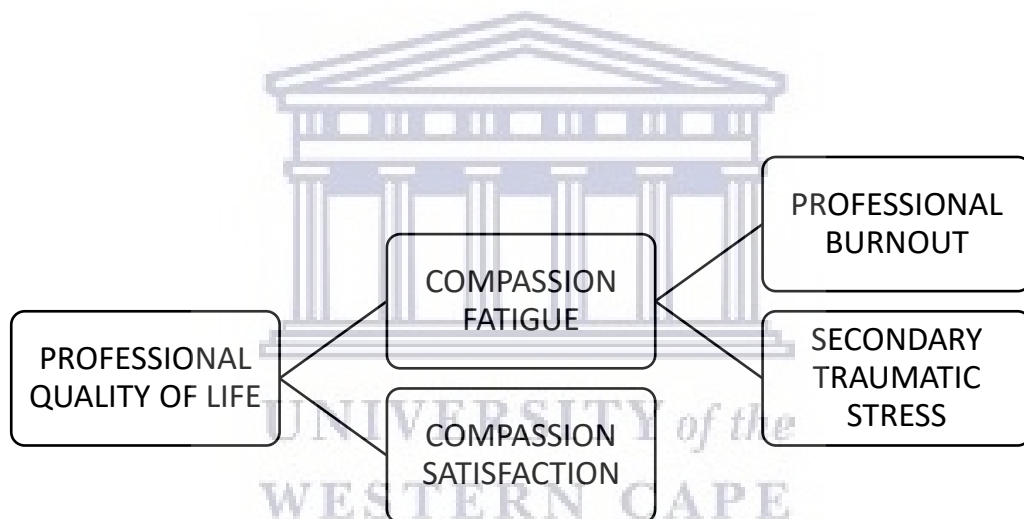 PROFESSIONAL
QUALITY OF LIFE
COMPASSION
FATIGUE
COMPASSION
SATISFACTION
PROFESSIONAL
BURNOUT
SECONDARY
TRAUMATIC
STRESS
UNIVERSITY of the
WESTERN CAPE